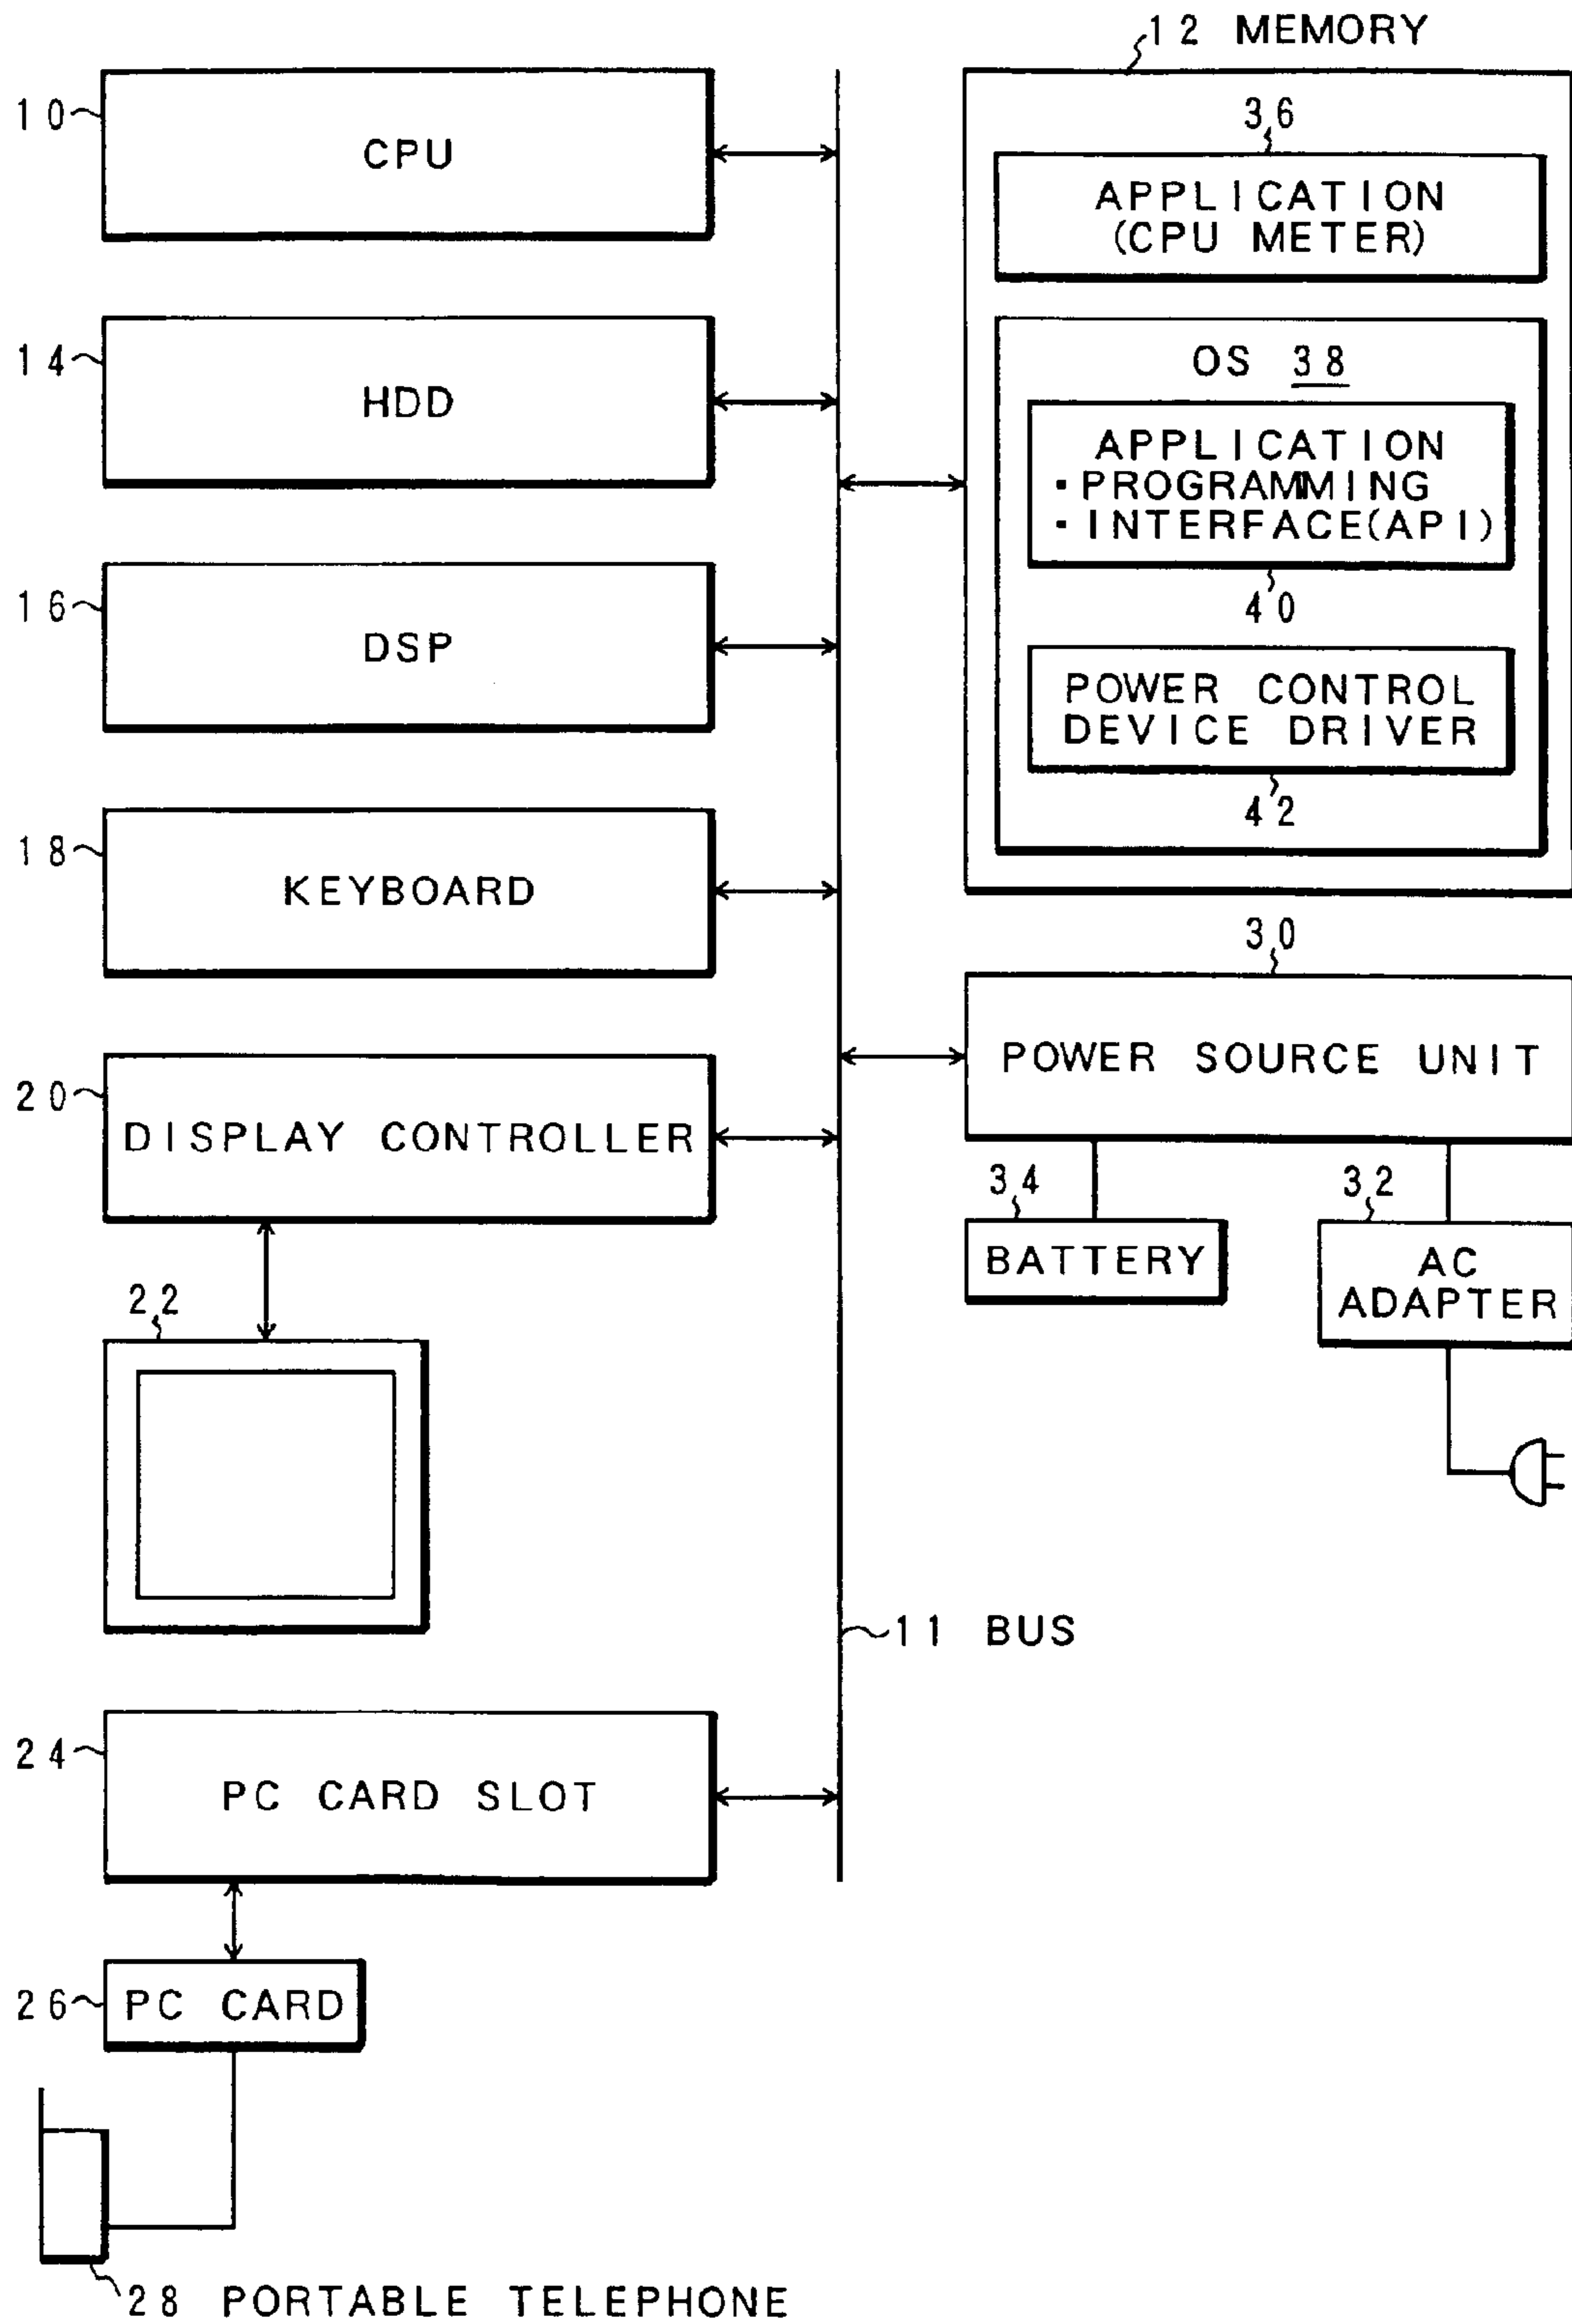 12 MEMORY
10
CPU
36
APPLICATION
(CPU METER)
14
HDD
OS 38
APPLICATION
・PROGRAMMING
・INTERFACE(API)
40
16
DSP
POWER CONTROL
DEVICE DRIVER
42
18
KEYBOARD
30
POWER SOURCE UNIT
20
DISPLAY CONTROLLER
34
BATTERY
32
AC
ADAPTER
22
11 BUS
24
PC CARD SLOT
26
PC CARD
28 PORTABLE TELEPHONE